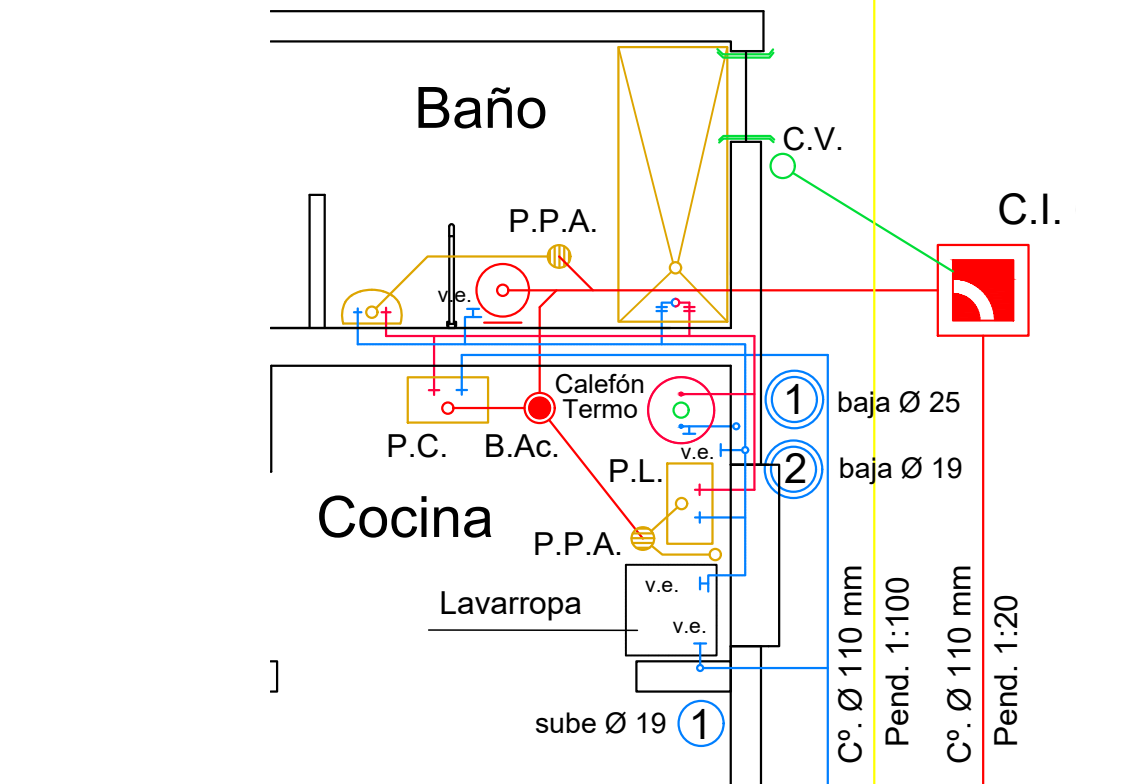 Baño
C.V.
C.I.
P.P.A.
v.e.
Calefón
Termo
1
baja Ø 25
P.C.
B.Ac.
v.e.
P.L.
2
baja Ø 19
Cocina
P.P.A.
v.e.
Lavarropa
v.e.
sube Ø 19
1
Cº. Ø 110 mm
Pend. 1:100
Cº. Ø 110 mm
Pend. 1:20